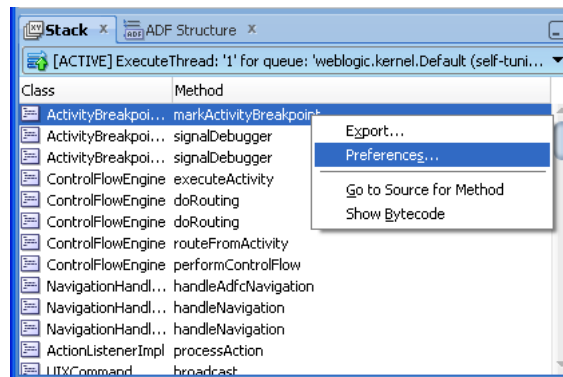 Stack ADF Structure
[ACTIVE] ExecuteThread: '1' for queue: 'weblogic.kernel.Default (self-tuni...
Class Method
ActivityBreakpoi... markActivityBreakpoint
ActivityBreakpoi... signalDebugger
ActivityBreakpoi... signalDebugger
ControlFlowEngine executeActivity
ControlFlowEngine doRouting
ControlFlowEngine doRouting
ControlFlowEngine routeFromActivity
ControlFlowEngine performControlFlow
NavigationHandl... handleAdfcNavigation
NavigationHandl... handleNavigation
NavigationHandl... handleNavigation
ActionListenerImpl processAction
UIXCommand broadcast
Export...
Preferences...
Go to Source for Method
Show Bytecode